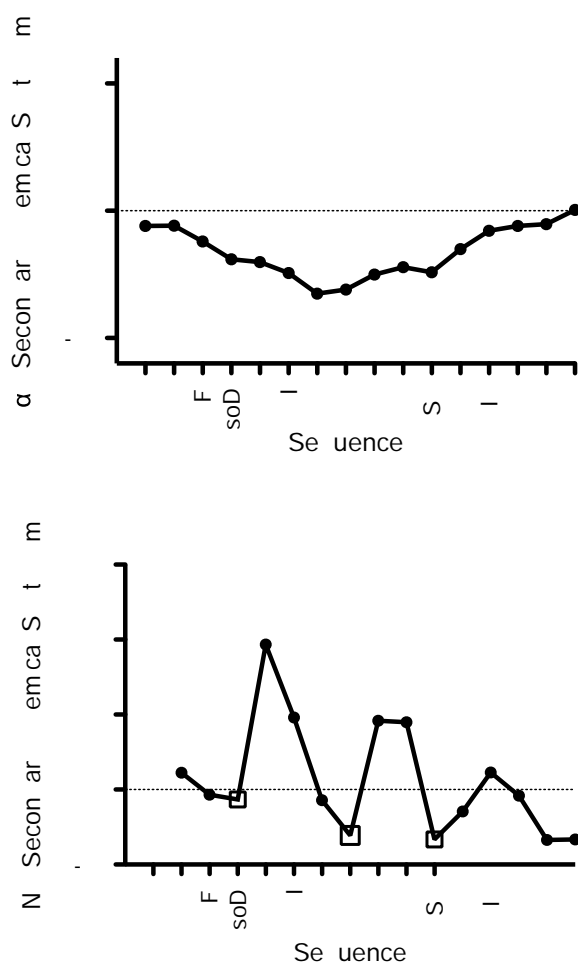 α Secon ar em ca S t m
-
F
soD
I
S
I
Se uence
N Secon ar em ca S t m
-
F
soD
I
S
I
Se uence